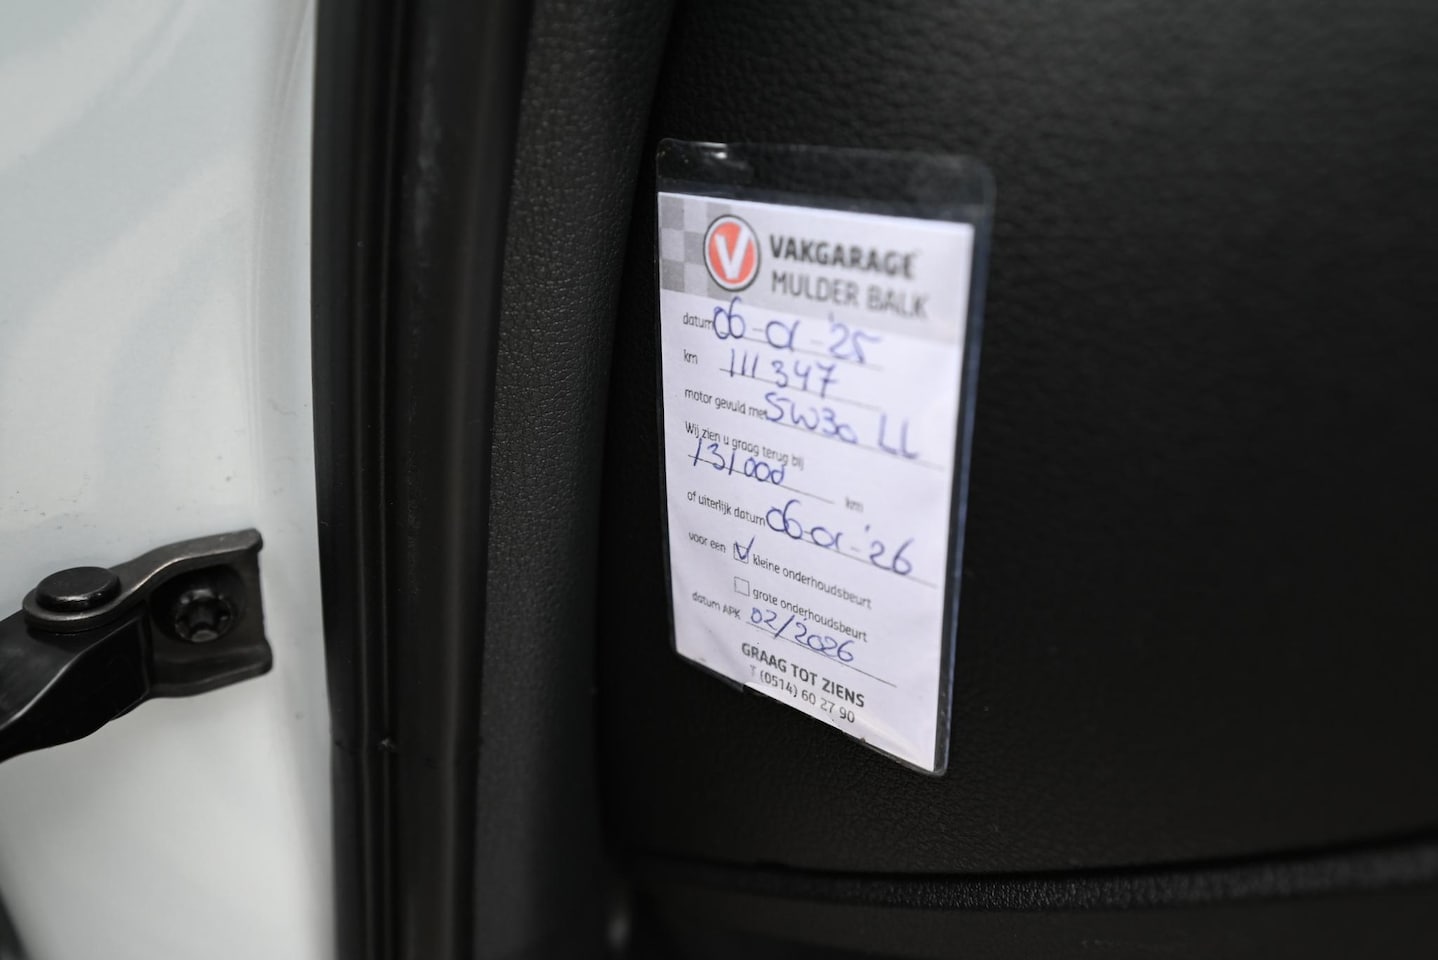 V VAKGARAGE
MULDER BALK
datum 06-01-'25
km 111347
motor gevuld met 5W30 LL
Wij zien u graag terug bij
131000 km
of uiterlijk datum 06-01-'26
voor een ☑ kleine onderhoudsbeurt
☐ grote onderhoudsbeurt
datum APK 02/2026
GRAAG TOT ZIENS
T (0514) 60 27 90